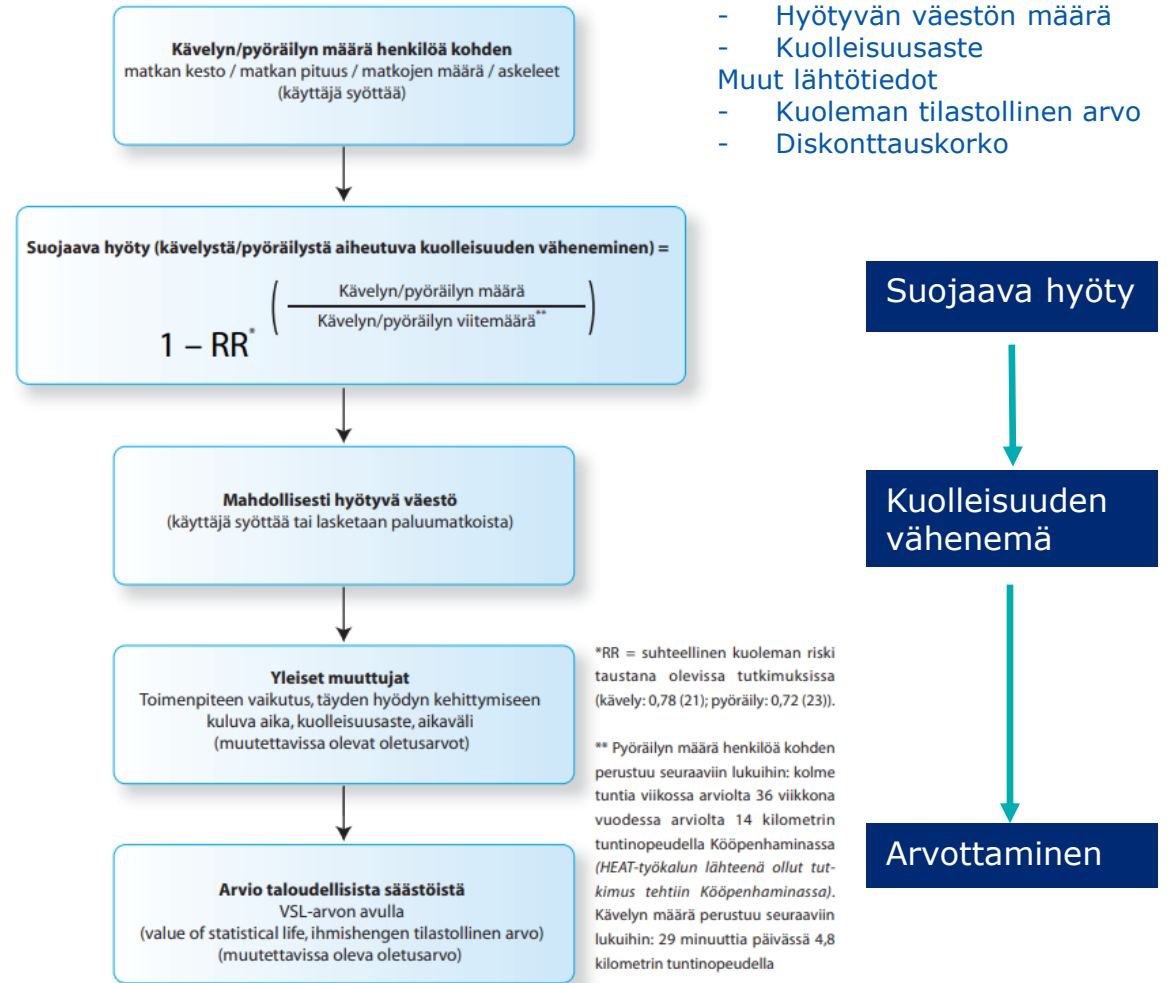 Kävelyn/pyöräilyn määrä henkilöä kohden
matkan kesto / matkan pituus / matkojen määrä / askeleet
(käyttäjä syöttää)
Suojaava hyöty (kävelystä/pyöräilystä aiheutuva kuolleisuuden väheneminen) =
1 – RR*
( Kävelyn/pyöräilyn määrä
Kävelyn/pyöräilyn viitemäärä** )
Mahdollisesti hyötyvä väestö
(käyttäjä syöttää tai lasketaan paluumatkoista)
Yleiset muuttujat
Toimenpiteen vaikutus, täyden hyödyn kehittymiseen
kuluva aika, kuolleisuusaste, aikaväli
(muutettavissa olevat oletusarvot)
Arvio taloudellisista säästöistä
VSL-arvon avulla
(value of statistical life, ihmishengen tilastollinen arvo)
(muutettavissa oleva oletusarvo)
*RR = suhteellinen kuoleman riski
taustana olevissa tutkimuksissa
(kävely: 0,78 (21); pyöräily: 0,72 (23)).
** Pyöräilyn määrä henkilöä kohden
perustuu seuraaviin lukuihin: kolme
tuntia viikossa arviolta 36 viikkona
vuodessa arviolta 14 kilometrin
tuntinopeudella Kööpenhaminassa
(HEAT-työkalun lähteenä ollut tut-
kimus tehtiin Kööpenhaminassa).
Kävelyn määrä perustuu seuraaviin
lukuihin: 29 minuuttia päivässä 4,8
kilometrin tuntinopeudella
- Hyötyvän väestön määrä
- Kuolleisuusaste
Muut lähtötiedot
- Kuoleman tilastollinen arvo
- Diskonttauskorko
Suojaava hyöty
Kuolleisuuden
vähenemä
Arvottaminen